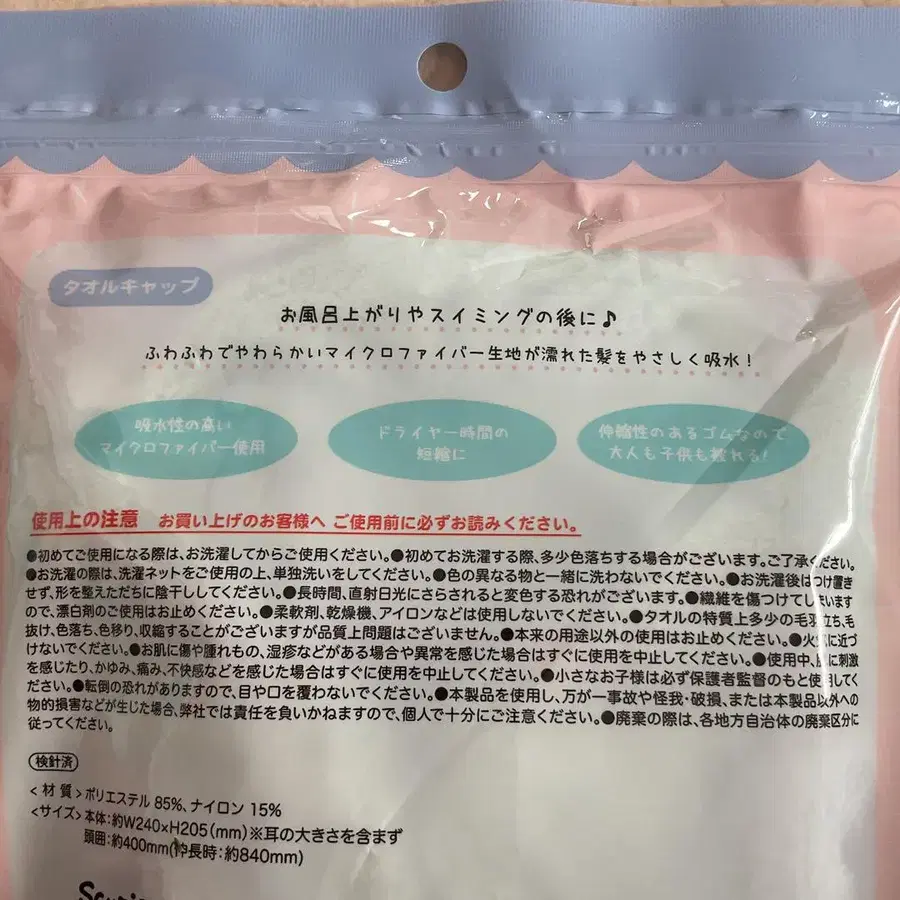 タオルキャップ
お風呂上がりやスイミングの後に♪
ふわふわでやわらかいマイクロファイバー生地が濡れた髪をやさしく吸水！
吸水性の高い
マイクロファイバー使用
ドライヤー時間の
短縮に
伸縮性のあるゴムなので
大人も子供も被れる！
使用上の注意 お買い上げのお客様へ ご使用前に必ずお読みください。
●初めてご使用になる際は、お洗濯してからご使用ください。●初めてお洗濯する際、多少色落ちする場合がございます。ご了承ください。
●お洗濯の際は、洗濯ネットをご使用の上、単独洗いをしてください。●色の異なる物と一緒に洗わないでください。●お洗濯後はつけ置き
せず、形を整えただちに陰干ししてください。●長時間、直射日光にさらされると変色する恐れがございます。●繊維を傷つけてしまいます
ので、漂白剤のご使用はお止めください。●柔軟剤、乾燥機、アイロンなどは使用しないでください。●タオルの特質上多少の毛羽立ち、毛
抜け、色落ち、色移り、収縮することがございますが品質上問題はございません。●本来の用途以外の使用はお止めください。●火気に近づ
けないでください。●お肌に傷や腫れもの、湿疹などがある場合や異常を感じた場合はすぐに使用を中止してください。●使用中、肌に刺激
を感じたり、かゆみ、痛み、不快感などを感じた場合はすぐに使用を中止してください。●小さなお子様は必ず保護者監督のもと使用してく
ださい。●転倒の恐れがありますので、目や口を覆わないでください。●本製品を使用し、万が一事故や怪我・破損、または本製品以外への
物的損害などが生じた場合、弊社では責任を負いかねますので、個人で十分にご注意ください。●廃棄の際は、各地方自治体の廃棄区分に
従ってください。
検針済
<材質>ポリエステル 85%、ナイロン 15%
<サイズ>本体：約W240×H205(mm)※耳の大きさを含まず
頭囲：約400mm(伸長時：約840mm)